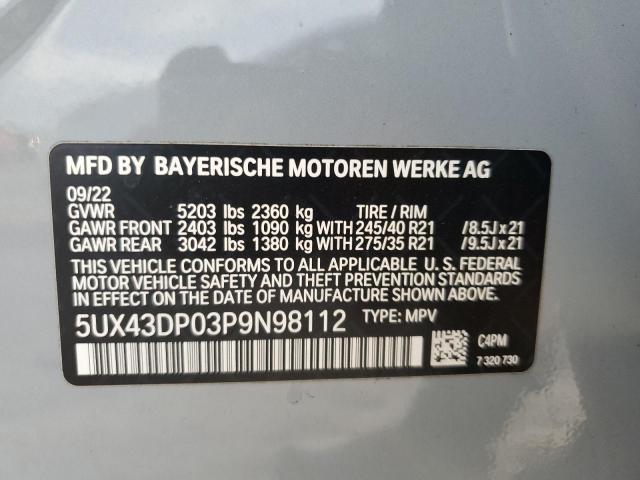 MFD BY BAYERISCHE MOTOREN WERKE AG
09/22
GVWR 5203 lbs 2360 kg TIRE / RIM
GAWR FRONT 2403 lbs 1090 kg WITH 245/40 R21 /8.5J x 21
GAWR REAR 3042 lbs 1380 kg WITH 275/35 R21 /9.5J x 21
THIS VEHICLE CONFORMS TO ALL APPLICABLE U. S. FEDERAL
MOTOR VEHICLE SAFETY AND THEFT PREVENTION STANDARDS
IN EFFECT ON THE DATE OF MANUFACTURE SHOWN ABOVE.
5UX43DP03P9N98112 TYPE: MPV
C4PM
7 320 730